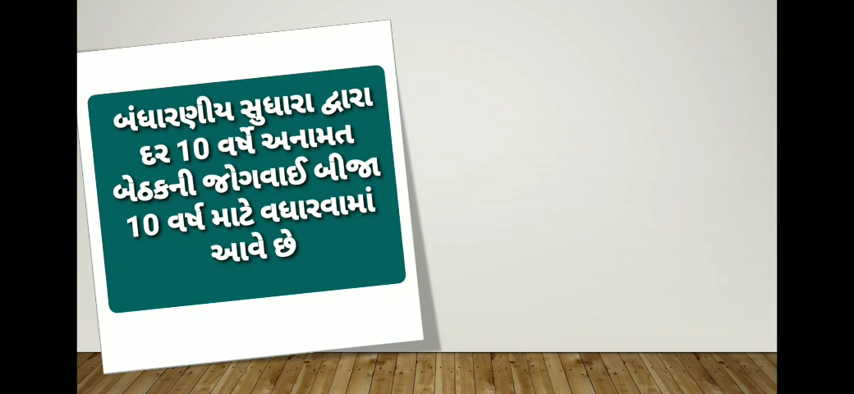 બંધારણીય સુધારા દ્વારા
દર 10 વર્ષે અનામત
બેઠકની જોગવાઈ બીજા
10 વર્ષ માટે વધારવામાં
આવે છે